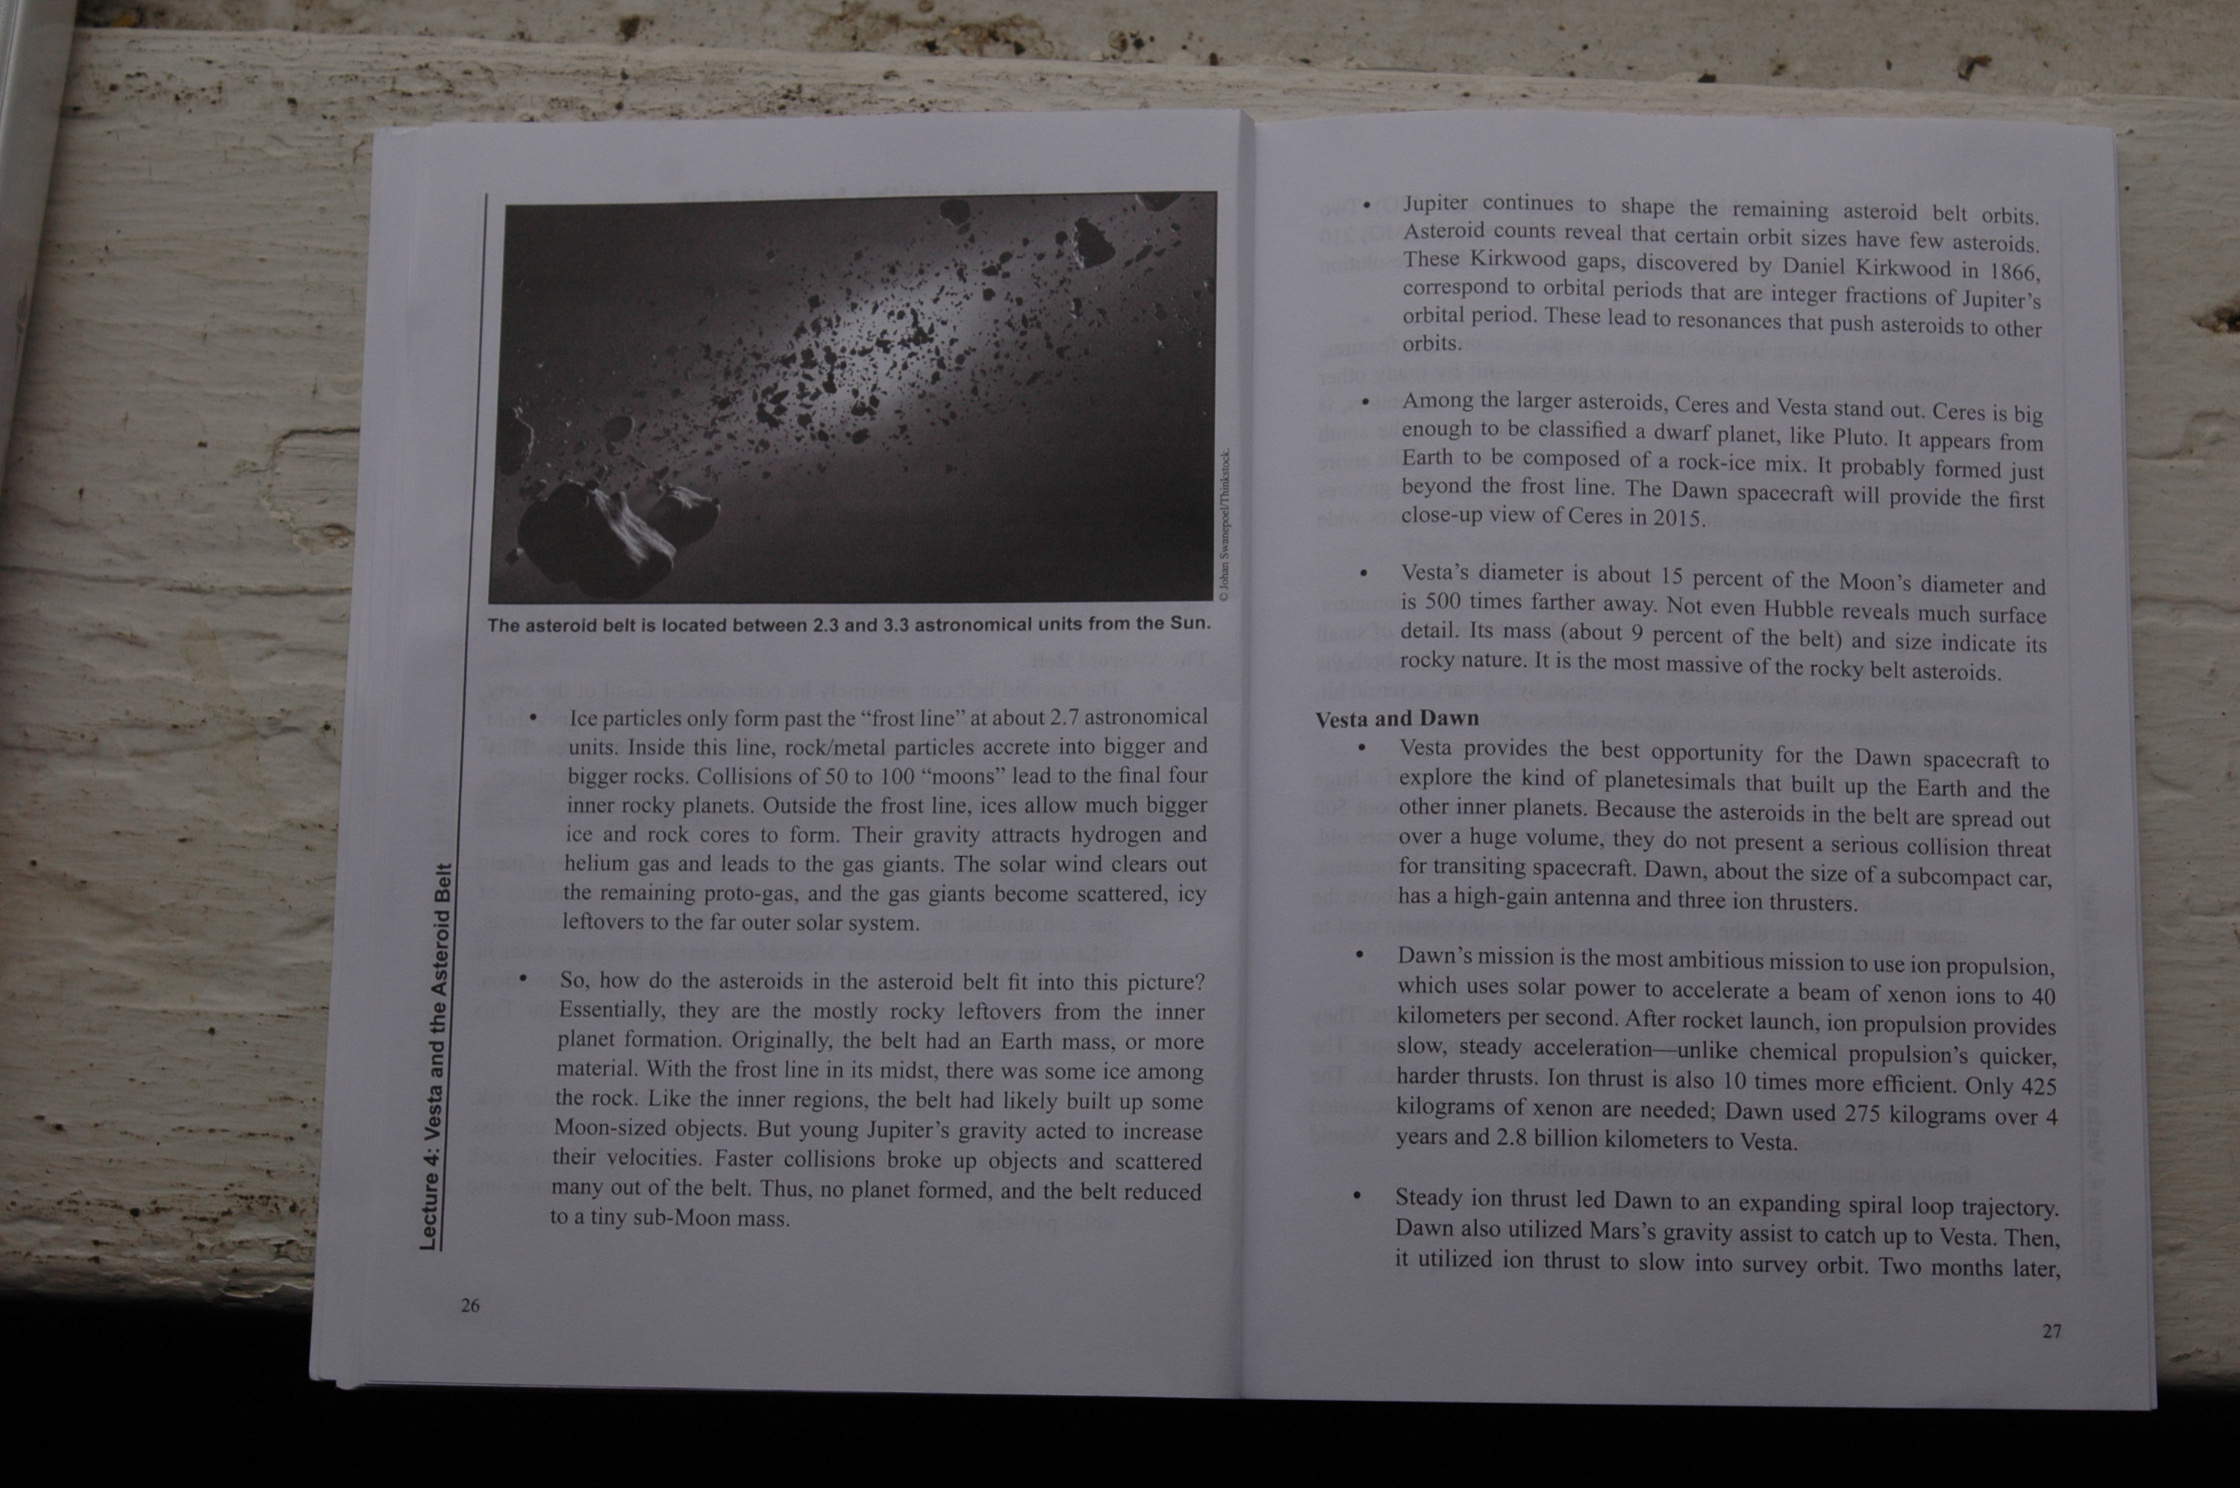 © Johan Swanepoel/Thinkstock.
The asteroid belt is located between 2.3 and 3.3 astronomical units from the Sun.
• Ice particles only form past the “frost line” at about 2.7 astronomical
units. Inside this line, rock/metal particles accrete into bigger and
bigger rocks. Collisions of 50 to 100 “moons” lead to the final four
inner rocky planets. Outside the frost line, ices allow much bigger
ice and rock cores to form. Their gravity attracts hydrogen and
helium gas and leads to the gas giants. The solar wind clears out
the remaining proto-gas, and the gas giants become scattered, icy
leftovers to the far outer solar system.
• So, how do the asteroids in the asteroid belt fit into this picture?
Essentially, they are the mostly rocky leftovers from the inner
planet formation. Originally, the belt had an Earth mass, or more
material. With the frost line in its midst, there was some ice among
the rock. Like the inner regions, the belt had likely built up some
Moon-sized objects. But young Jupiter’s gravity acted to increase
their velocities. Faster collisions broke up objects and scattered
many out of the belt. Thus, no planet formed, and the belt reduced
to a tiny sub-Moon mass.
Lecture 4: Vesta and the Asteroid Belt
26
• Jupiter continues to shape the remaining asteroid belt orbits.
Asteroid counts reveal that certain orbit sizes have few asteroids.
These Kirkwood gaps, discovered by Daniel Kirkwood in 1866,
correspond to orbital periods that are integer fractions of Jupiter’s
orbital period. These lead to resonances that push asteroids to other
orbits.
• Among the larger asteroids, Ceres and Vesta stand out. Ceres is big
enough to be classified a dwarf planet, like Pluto. It appears from
Earth to be composed of a rock-ice mix. It probably formed just
beyond the frost line. The Dawn spacecraft will provide the first
close-up view of Ceres in 2015.
• Vesta’s diameter is about 15 percent of the Moon’s diameter and
is 500 times farther away. Not even Hubble reveals much surface
detail. Its mass (about 9 percent of the belt) and size indicate its
rocky nature. It is the most massive of the rocky belt asteroids.
Vesta and Dawn
• Vesta provides the best opportunity for the Dawn spacecraft to
explore the kind of planetesimals that built up the Earth and the
other inner planets. Because the asteroids in the belt are spread out
over a huge volume, they do not present a serious collision threat
for transiting spacecraft. Dawn, about the size of a subcompact car,
has a high-gain antenna and three ion thrusters.
• Dawn’s mission is the most ambitious mission to use ion propulsion,
which uses solar power to accelerate a beam of xenon ions to 40
kilometers per second. After rocket launch, ion propulsion provides
slow, steady acceleration—unlike chemical propulsion’s quicker,
harder thrusts. Ion thrust is also 10 times more efficient. Only 425
kilograms of xenon are needed; Dawn used 275 kilograms over 4
years and 2.8 billion kilometers to Vesta.
• Steady ion thrust led Dawn to an expanding spiral loop trajectory.
Dawn also utilized Mars’s gravity assist to catch up to Vesta. Then,
it utilized ion thrust to slow into survey orbit. Two months later,
27